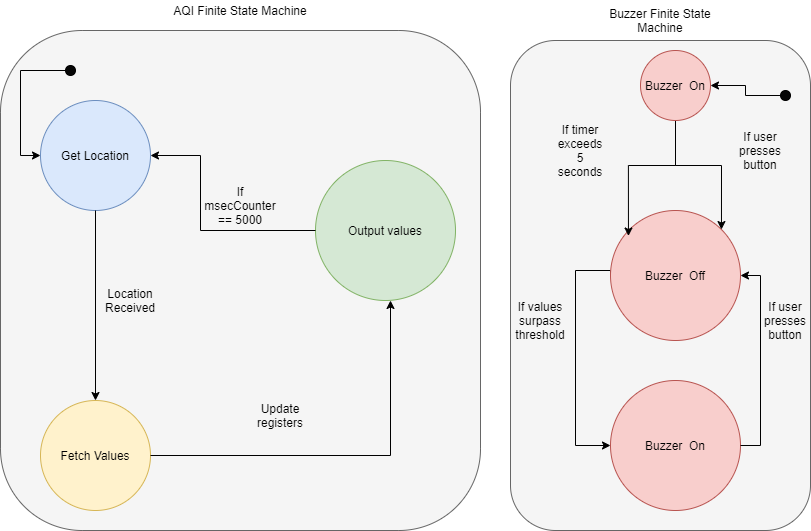 AQI Finite State Machine
Get Location
If
msecCounter
== 5000
Output values
Location
Received
Update
registers
Fetch Values
Buzzer Finite State
Machine
Buzzer On
If timer
exceeds
5
seconds
If user
presses
button
Buzzer Off
If values
surpass
threshold
If user
presses
button
Buzzer On